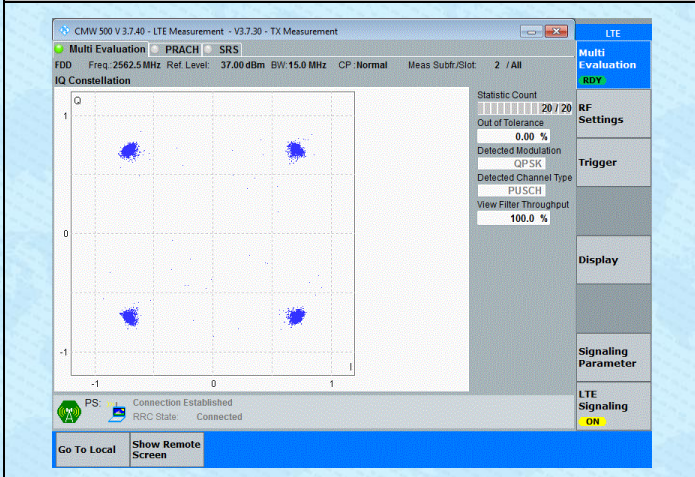 CMW 500 V 3.7.40 - LTE Measurement - V3.7.30 - TX Measurement
LTE
Multi Evaluation PRACH SRS
FDD Freq.:2562.5 MHz Ref. Level: 37.00 dBm BW:15.0 MHz CP:Normal Meas Subfr./Slot: 2 / All
IQ Constellation
Q
1
0
-1
-1
0
1
I
Statistic Count
20 / 20
Out of Tolerance
0.00 %
Detected Modulation
QPSK
Detected Channel Type
PUSCH
View Filter Throughput
100.0 %
Multi
Evaluation
RDY
RF
Settings
Trigger
Display
Signaling
Parameter
LTE
Signaling
ON
PS: Connection Established
RRC State: Connected
Go To Local
Show Remote
Screen